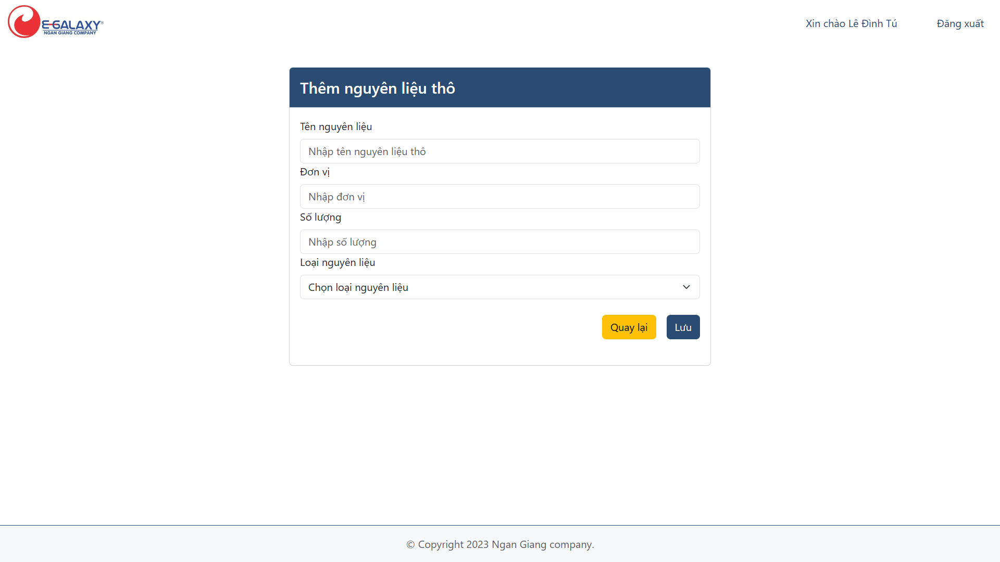 E-GALAXY®
NGAN GIANG COMPANY
Xin chào Lê Đình Tú
Đăng xuất
Thêm nguyên liệu thô
Tên nguyên liệu
Nhập tên nguyên liệu thô
Đơn vị
Nhập đơn vị
Số lượng
Nhập số lượng
Loại nguyên liệu
Chọn loại nguyên liệu
Quay lại
Lưu
© Copyright 2023 Ngan Giang company.